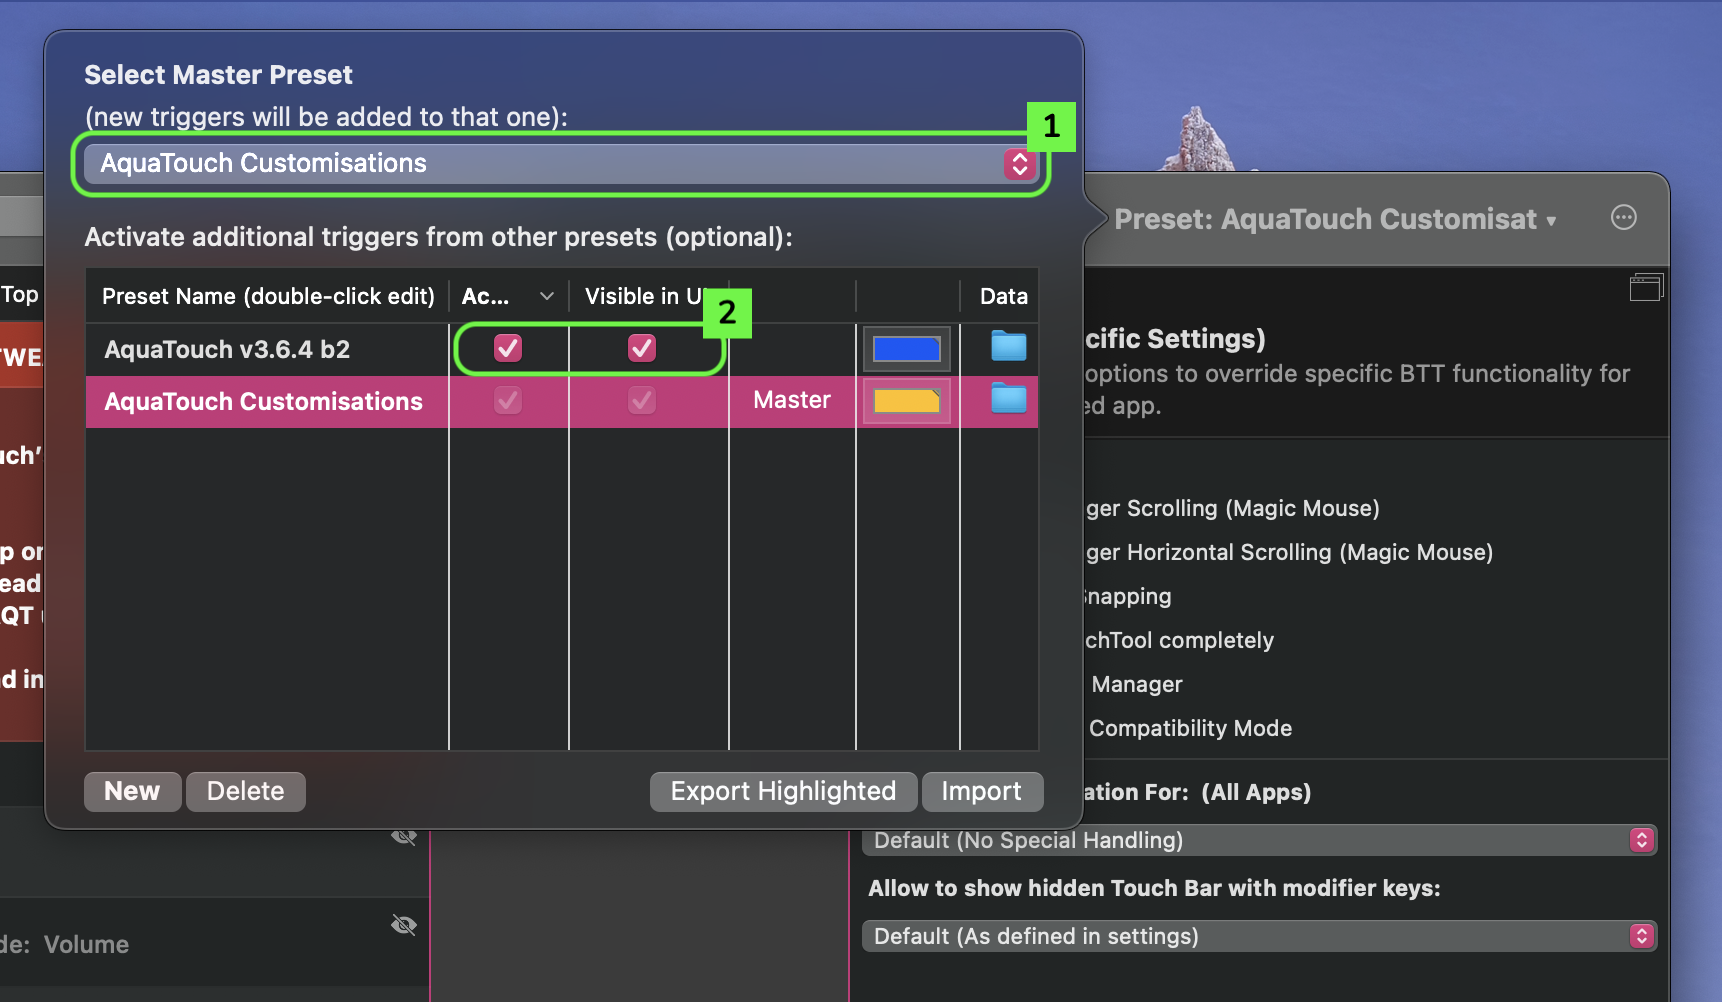 Select Master Preset
(new triggers will be added to that one):
1
AquaTouch Customisations
Activate additional triggers from other presets (optional):
Preset Name (double-click edit)
Ac...
Visible in U
2
Data
AquaTouch v3.6.4 b2
AquaTouch Customisations
Master
New
Delete
Export Highlighted
Import
Preset: AquaTouch Customisat ▾
cific Settings)
options to override specific BTT functionality for
ed app.
ger Scrolling (Magic Mouse)
ger Horizontal Scrolling (Magic Mouse)
Snapping
chTool completely
Manager
Compatibility Mode
ation For: (All Apps)
Default (No Special Handling)
Allow to show hidden Touch Bar with modifier keys:
Default (As defined in settings)
Top
TWE
uch’
p or
ead
QT
d in
de: Volume